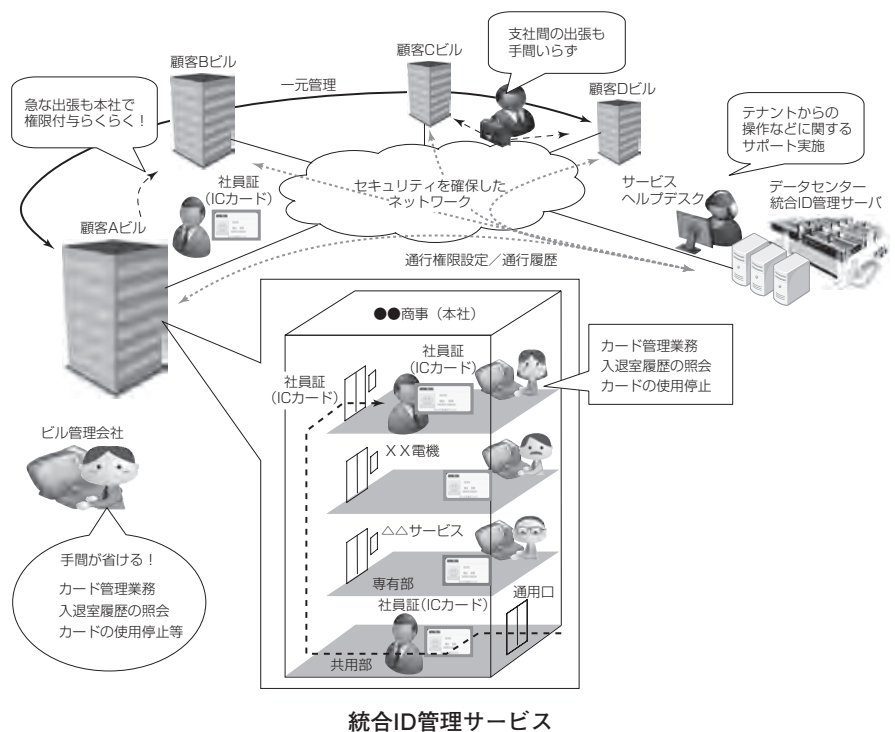 支社間の出張も
手間いらず
顧客Cビル
顧客Bビル
一元管理
顧客Dビル
急な出張も本社で
権限付与らくらく！
テナントからの
操作などに関する
サポート実施
セキュリティを確保した
ネットワーク
社員証
(ICカード)
サービス
ヘルプデスク
データセンター
統合ID管理サーバ
顧客Aビル
通行権限設定／通行履歴
●●商事（本社）
社員証
(ICカード)
社員証
(ICカード)
カード管理業務
入退室履歴の照会
カードの使用停止
ビル管理会社
ＸＸ電機
手間が省ける！
カード管理業務
入退室履歴の照会
カードの使用停止等
△△サービス
専有部
通用口
社員証(ICカード)
共用部
統合ID管理サービス